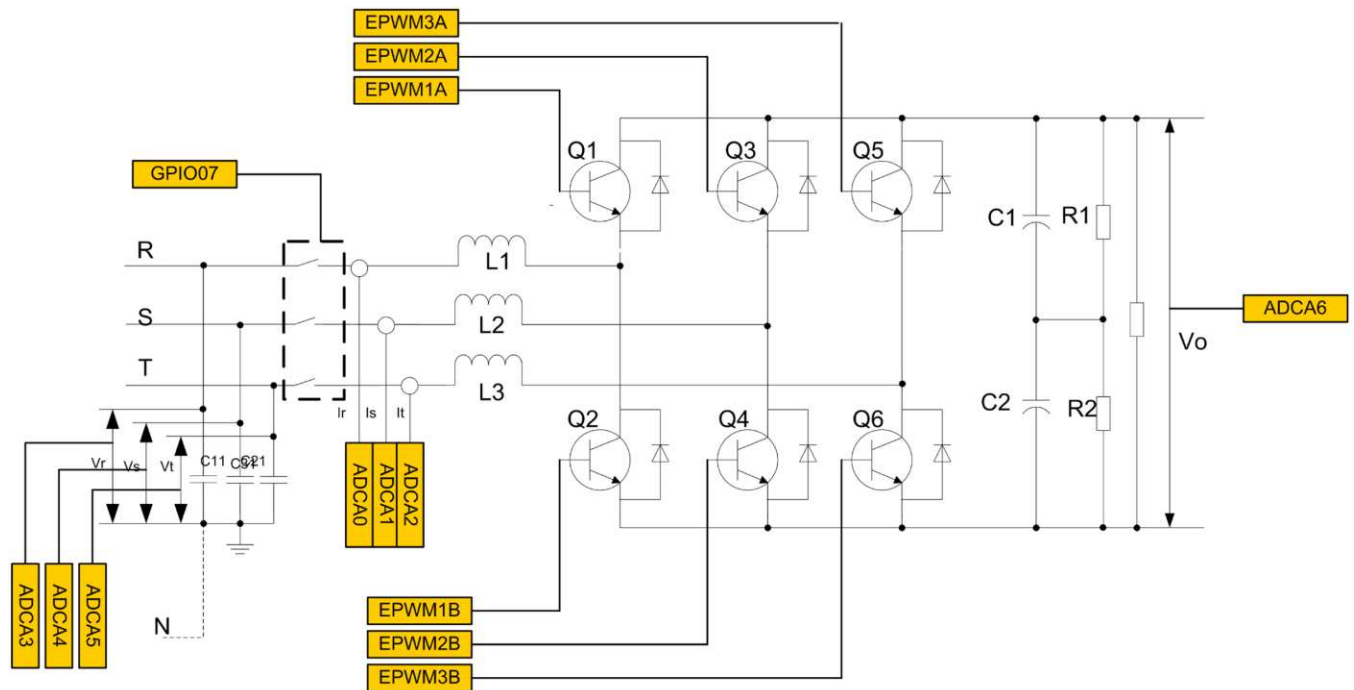 EPWM3A
EPWM2A
EPWM1A
Q1
Q3
Q5
GPIO07
R
L1
C1
R1
S
L2
ADCA6
Vo
T
L3
Ir
Is
It
C2
R2
Q2
Q4
Q6
Vr
Vs
Vt
C11
C21
ADCA0
ADCA1
ADCA2
ADCA3
ADCA4
ADCA5
N
EPWM1B
EPWM2B
EPWM3B